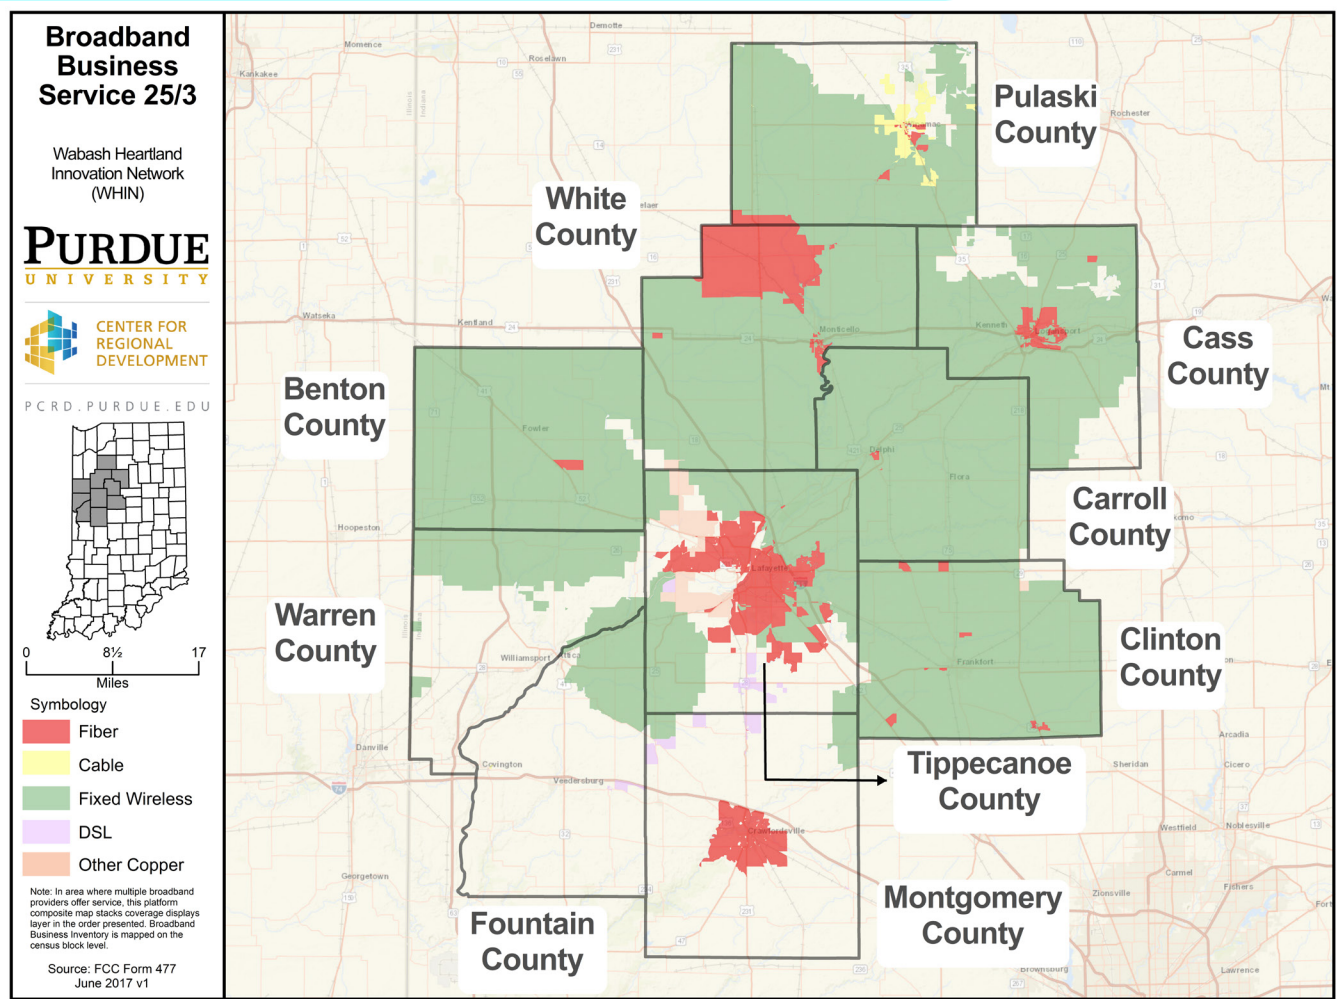 Broadband
Business
Service 25/3
Wabash Heartland
Innovation Network
(WHIN)
PURDUE
UNIVERSITY
CENTER FOR
REGIONAL
DEVELOPMENT
PCRD.PURDUE.EDU
0 8½ 17
Miles
Symbology
Fiber
Cable
Fixed Wireless
DSL
Other Copper
Note: In area where multiple broadband
providers offer service, this platform
composite map stacks coverage displays
layer in the order presented. Broadband
Business Inventory is mapped on the
census block level.
Source: FCC Form 477
June 2017 v1
Demotte
Momence
Roselawn
Kankakee
Illinois
Indiana
Pulaski
County
Rochester
White
County
Watseka
Kentland
Monticello
Kenneth
Logansport
Cass
County
Benton
County
Fowler
Delphi
Flora
Carroll
County
Hoopeston
Lafayette
Warren
County
Williamsport
Attica
Clinton
County
Frankfort
Danville
Covington
Veedersburg
Tippecanoe
County
Arcadia
Sheridan
Cicero
Crawfordsville
Westfield
Noblesville
Georgetown
Carmel
Fishers
Zionsville
Montgomery
County
Fountain
County
Brownsburg
Lawrence